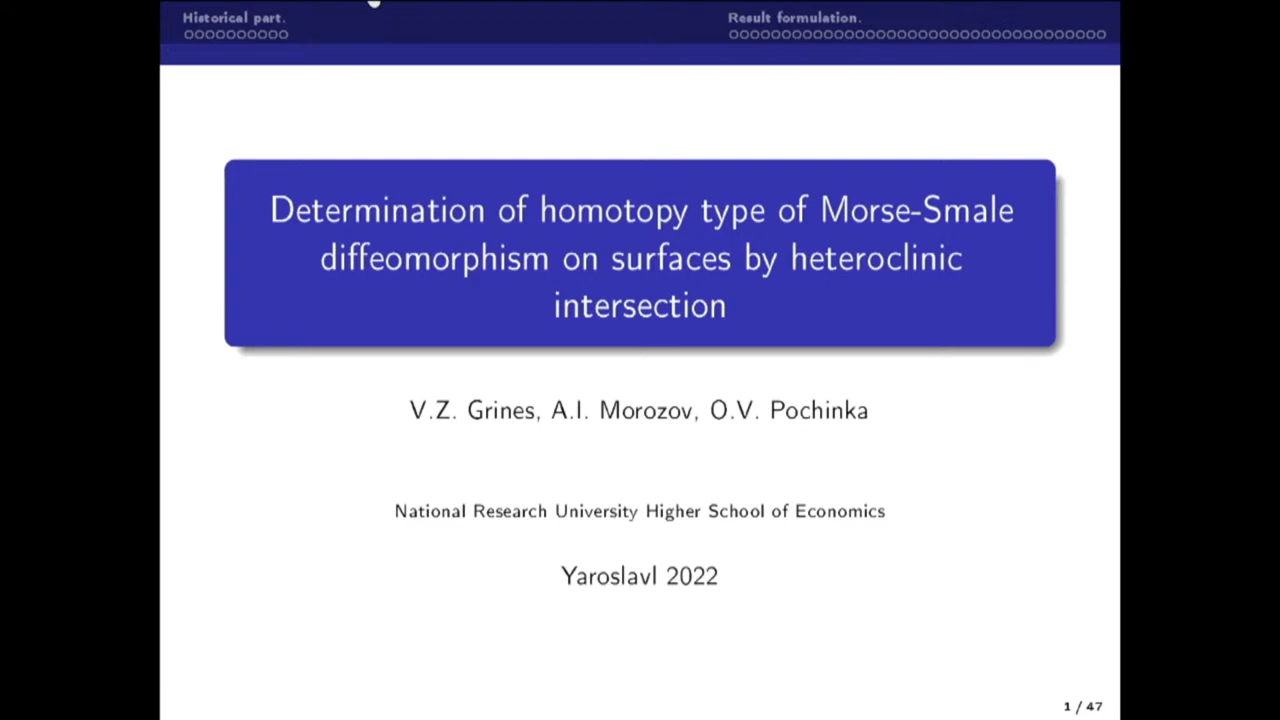 Historical part.
Result formulation.
Determination of homotopy type of Morse-Smale
diffeomorphism on surfaces by heteroclinic
intersection
V.Z. Grines, A.I. Morozov, O.V. Pochinka
National Research University Higher School of Economics
Yaroslavl 2022
1 / 47